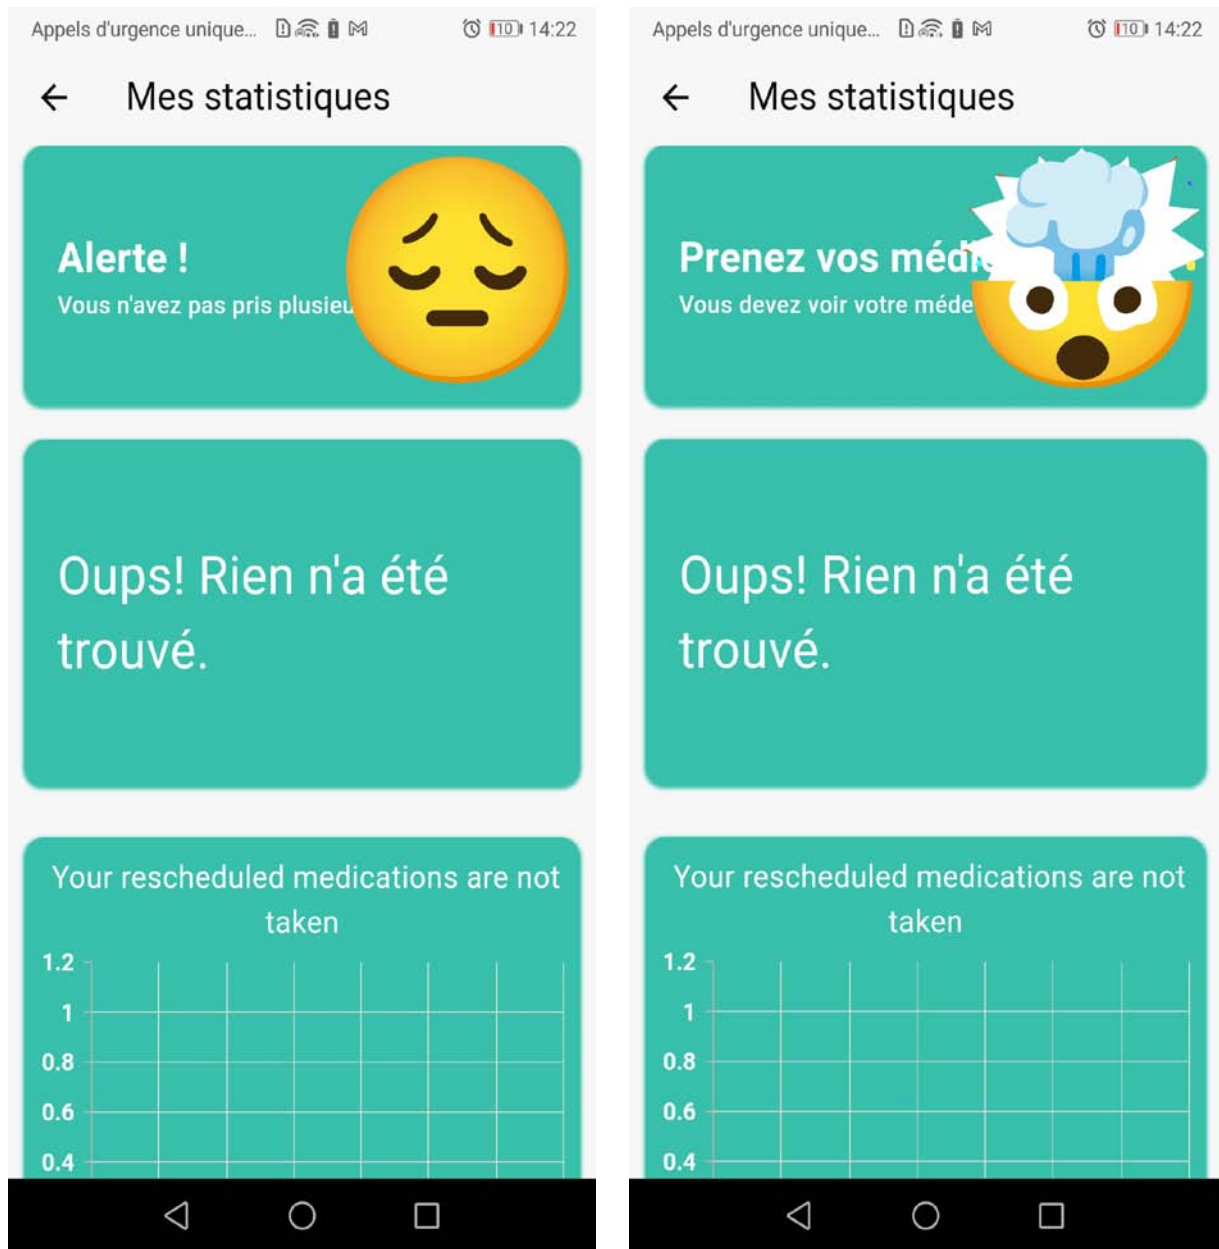 Appels d'urgence unique... 10 14:22
Mes statistiques
Alerte !
Vous n'avez pas pris
Oups! Rien n'a été
trouvé.
Your rescheduled medications are not
taken
1.2
1
0.8
0.6
0.4
Appels d'urgence unique... 10 14:22
Mes statistiques
Prenez vos
Vous devez voir votre
Oups! Rien n'a été
trouvé.
Your rescheduled medications are not
taken
1.2
1
0.8
0.6
0.4